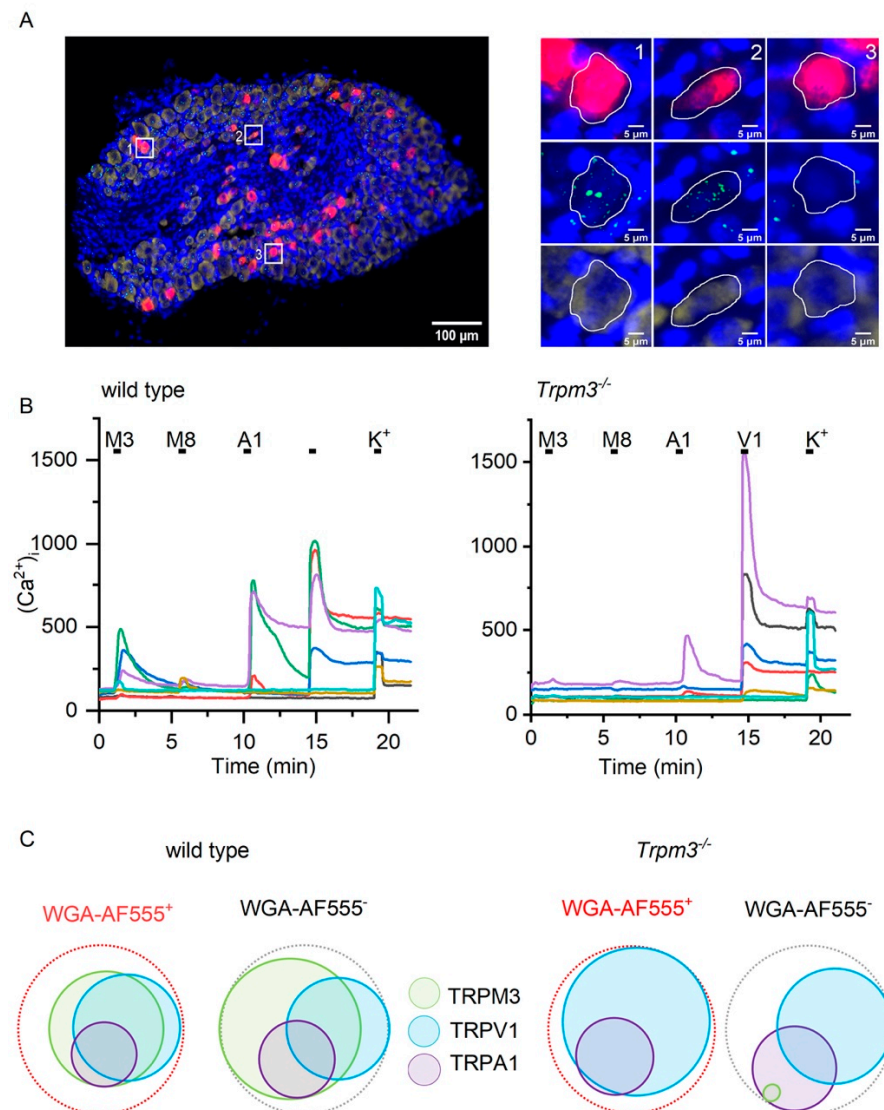 A
1
2
3
100 µm
1
2
3
5 µm
5 µm
5 µm
5 µm
5 µm
5 µm
5 µm
5 µm
5 µm
B
wild type
M3 M8 A1 K⁺
1500
1000
500
0
(Ca²⁺)ᵢ
0 5 10 15 20
Time (min)
Trpm3⁻/⁻
M3 M8 A1 V1 K⁺
1500
1000
500
0
0 5 10 15 20
Time (min)
C
wild type
WGA-AF555⁺
WGA-AF555⁻
TRPM3
TRPV1
TRPA1
Trpm3⁻/⁻
WGA-AF555⁺
WGA-AF555⁻